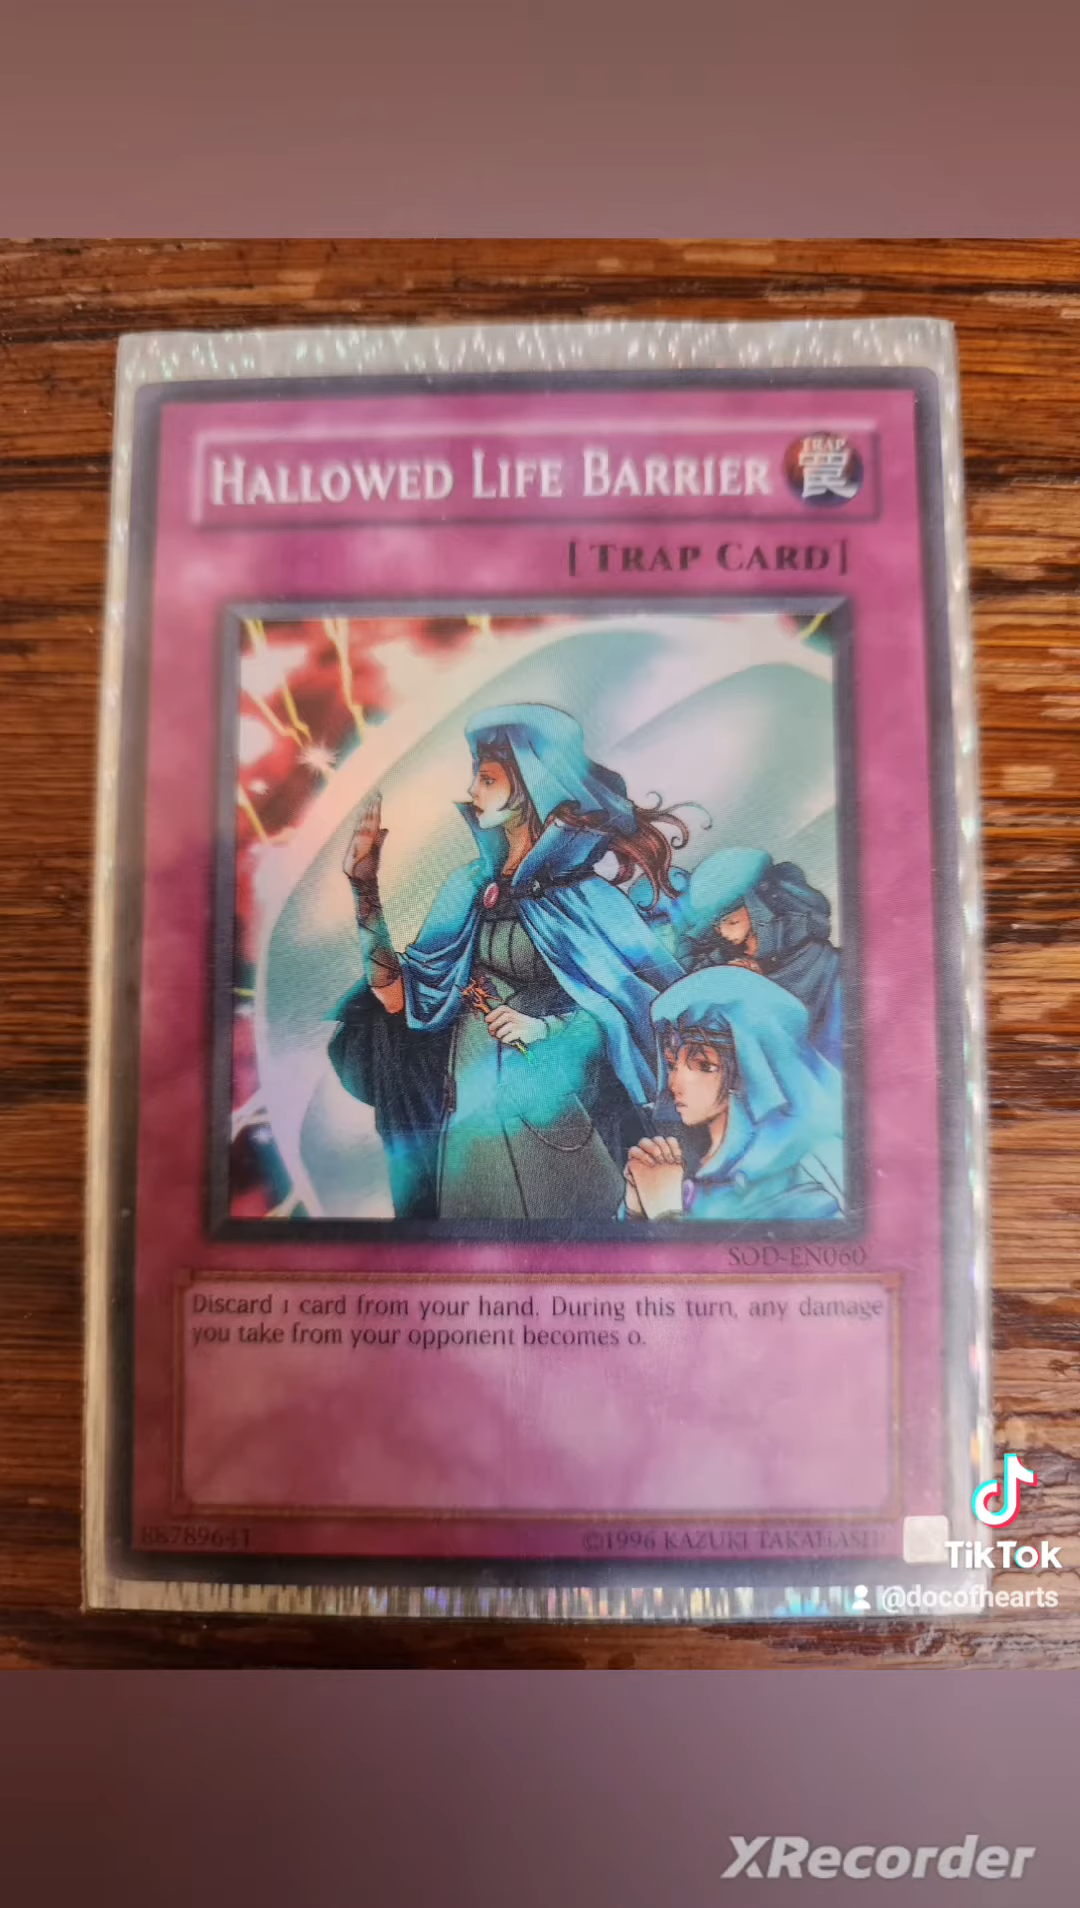 HALLOWED LIFE BARRIER
TRAP
罠
[TRAP CARD]
SOD-EN060
Discard 1 card from your hand. During this turn, any damage
you take from your opponent becomes 0.
88789641
©1996 KAZUKI TAKAHASHI
TikTok
@docofhearts
XRecorder